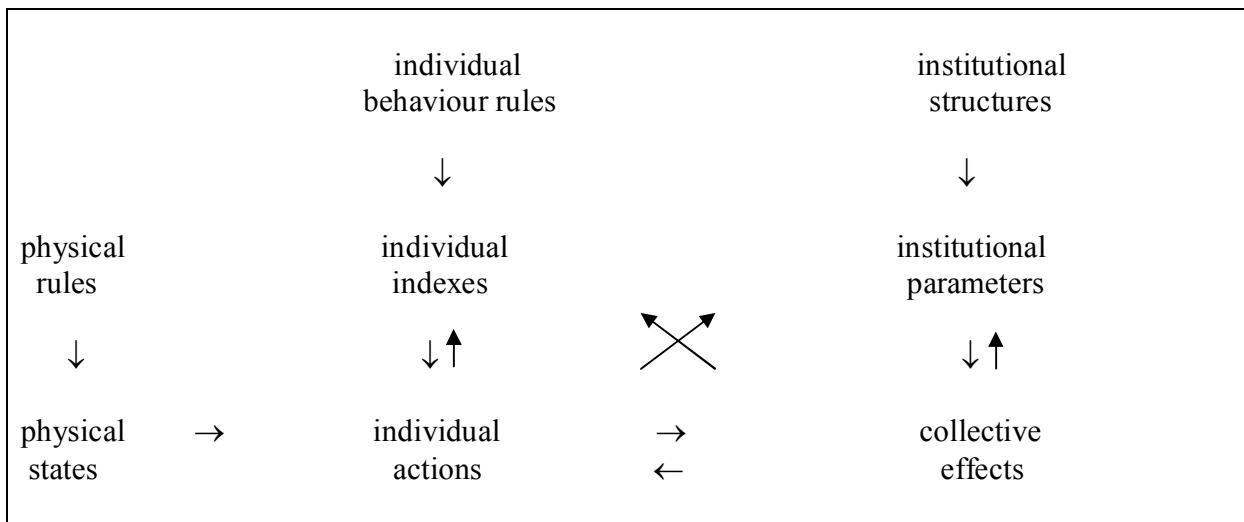 individual
behaviour rules
institutional
structures
↓
↓
physical
rules
individual
indexes
institutional
parameters
↓
↓
↓
physical
states
→
individual
actions
→
←
collective
effects